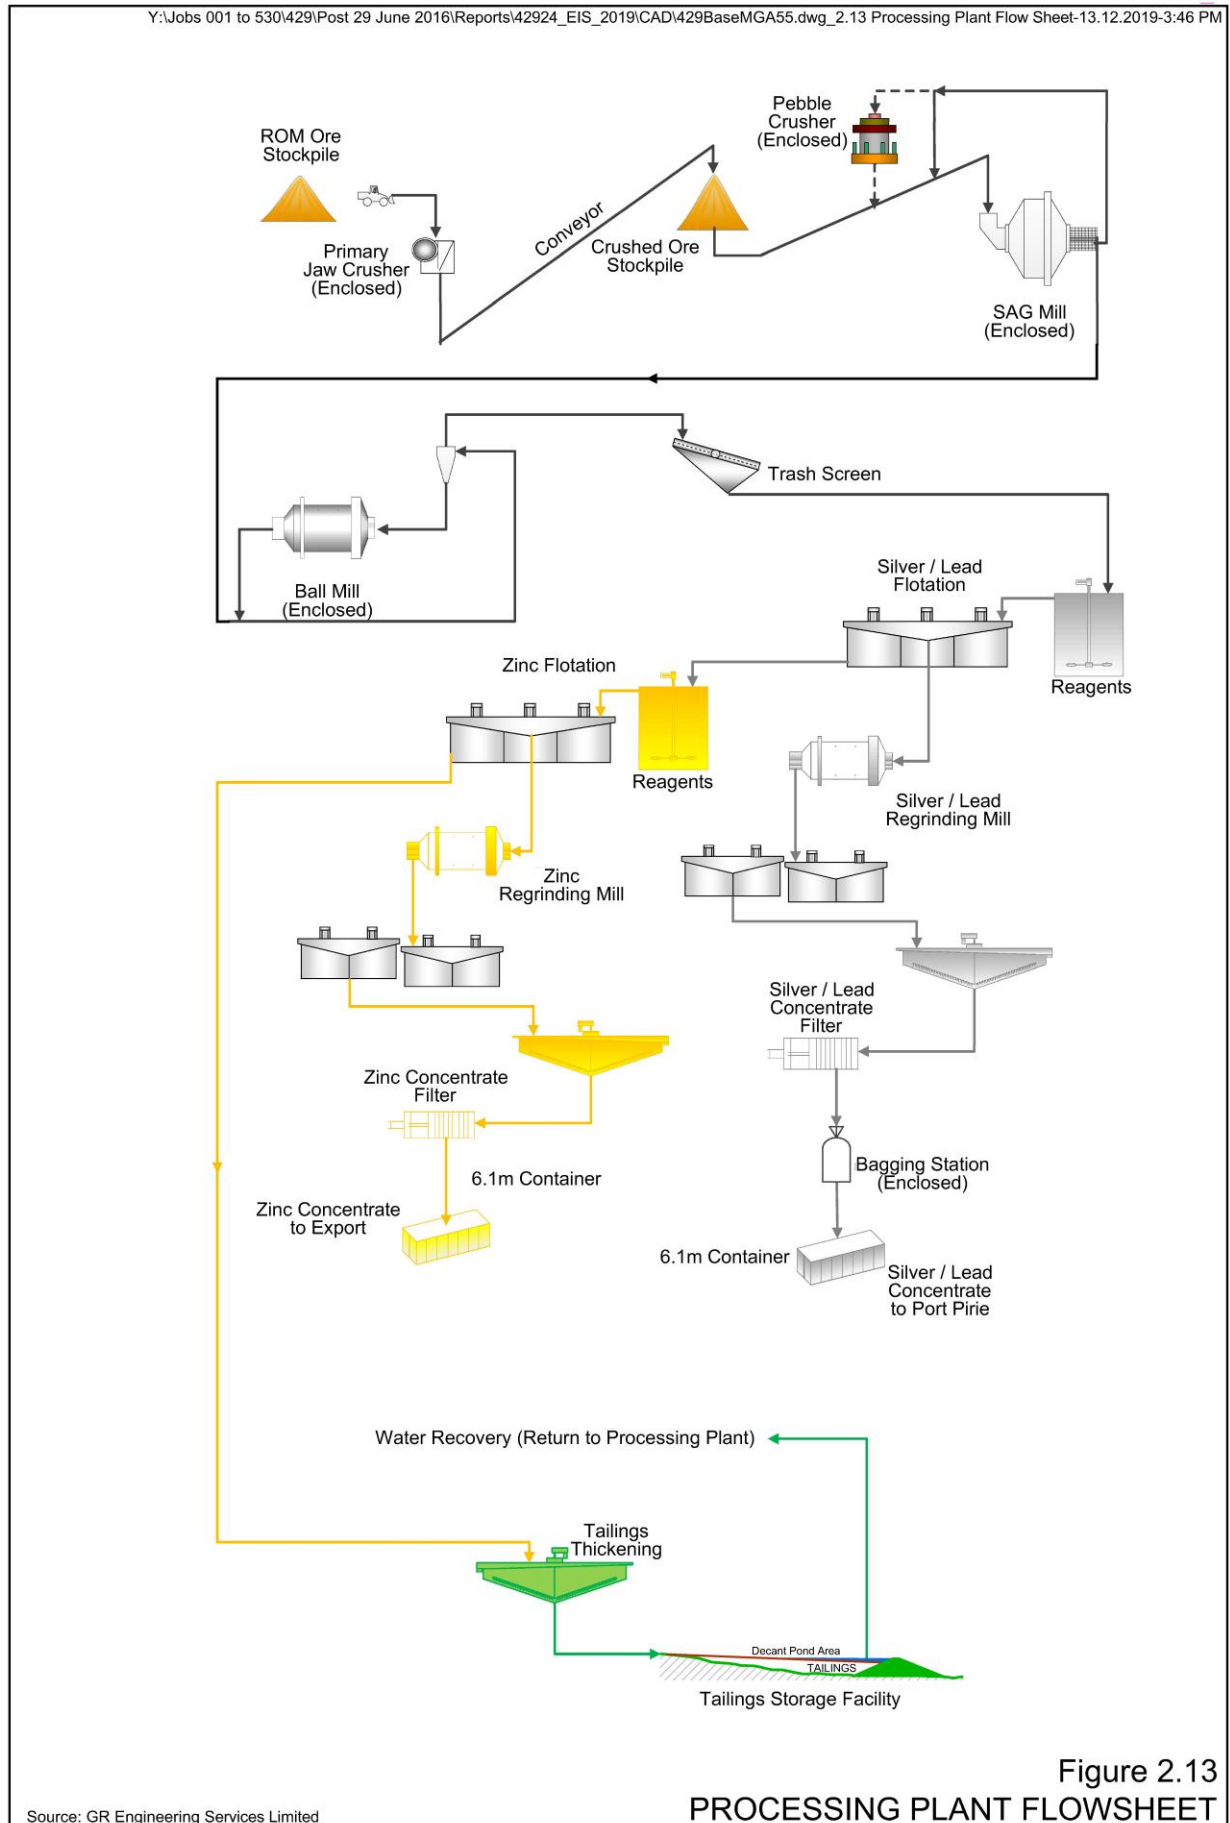 Y:\Jobs 001 to 530\429\Post 29 June 2016\Reports\42924_EIS_2019\CAD\429BaseMGA55.dwg_2.13 Processing Plant Flow Sheet-13.12.2019-3:46 PM
Pebble
Crusher
(Enclosed)
ROM Ore
Stockpile
Conveyor
Primary
Jaw Crusher
(Enclosed)
Crushed Ore
Stockpile
SAG Mill
(Enclosed)
Trash Screen
Ball Mill
(Enclosed)
Silver / Lead
Flotation
Reagents
Zinc Flotation
Reagents
Silver / Lead
Regrinding Mill
Zinc
Regrinding Mill
Silver / Lead
Concentrate
Filter
Zinc Concentrate
Filter
Bagging Station
(Enclosed)
6.1m Container
Zinc Concentrate
to Export
6.1m Container
Silver / Lead
Concentrate
to Port Pirie
Water Recovery (Return to Processing Plant)
Tailings
Thickening
Decant Pond Area
TAILINGS
Tailings Storage Facility
Figure 2.13
PROCESSING PLANT FLOWSHEET
Source: GR Engineering Services Limited